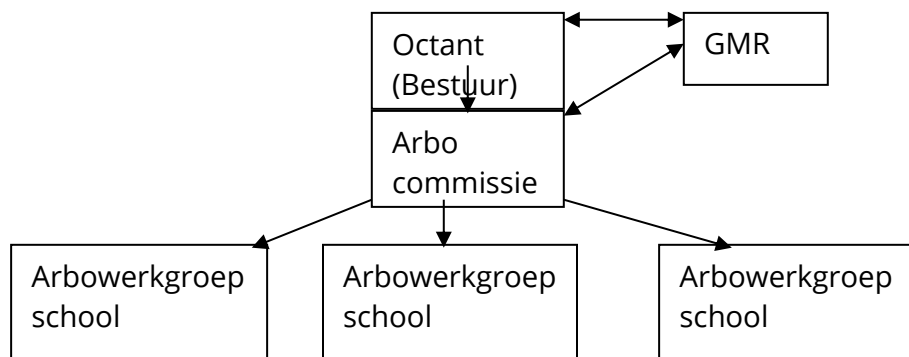 Octant
(Bestuur)
GMR
Arbo
commissie
Arbowerkgroep
school
Arbowerkgroep
school
Arbowerkgroep
school